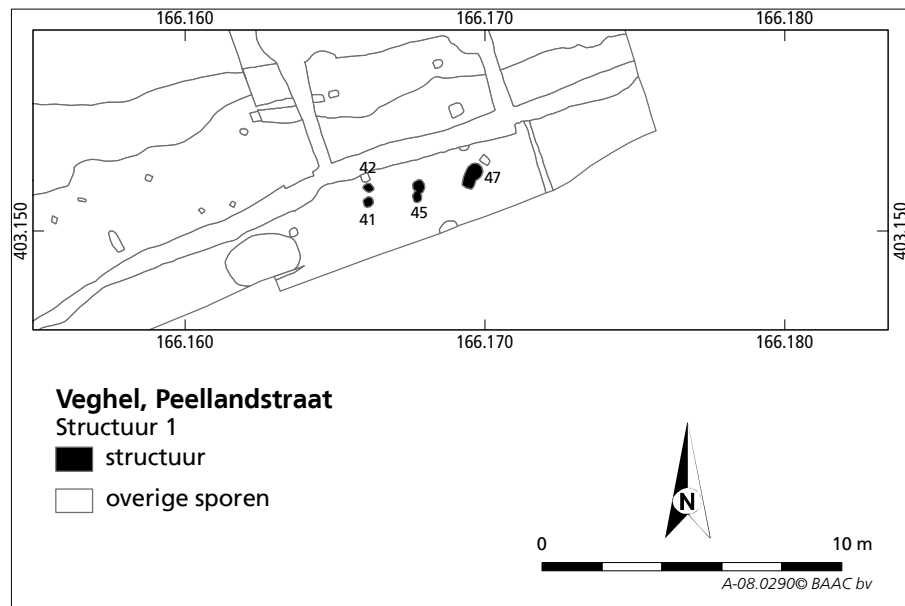 166.160 166.170 166.180
403.150 403.150
42
47
41 45
166.160 166.170 166.180
Veghel, Peellandstraat
Structuur 1
structuur
overige sporen
N
0 10 m
A-08.0290© BAAC bv